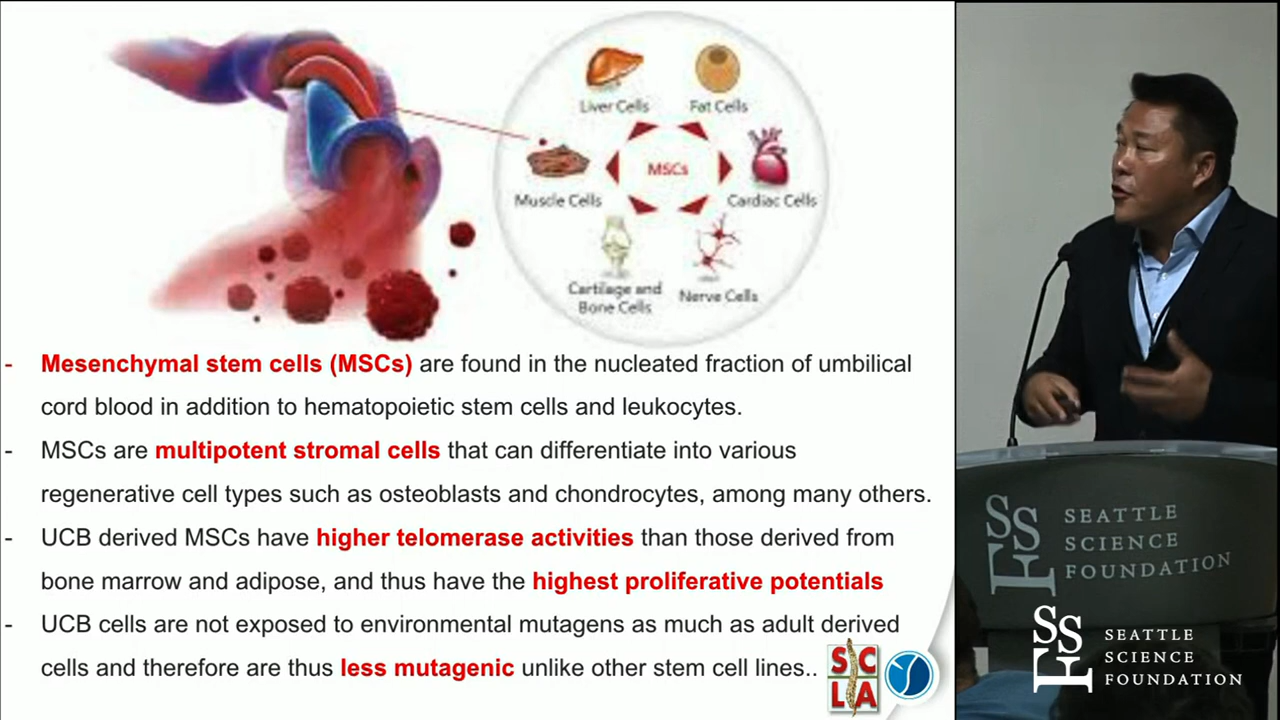 Liver Cells
Fat Cells
MSCs
Muscle Cells
Cardiac Cells
Cartilage and
Bone Cells
Nerve Cells
- Mesenchymal stem cells (MSCs) are found in the nucleated fraction of umbilical
cord blood in addition to hematopoietic stem cells and leukocytes.
- MSCs are multipotent stromal cells that can differentiate into various
regenerative cell types such as osteoblasts and chondrocytes, among many others.
- UCB derived MSCs have higher telomerase activities than those derived from
bone marrow and adipose, and thus have the highest proliferative potentials
- UCB cells are not exposed to environmental mutagens as much as adult derived
cells and therefore are thus less mutagenic unlike other stem cell lines..
SC
LA
SSF
SEATTLE
SCIENCE
FOUNDATION
SSF
SEATTLE
SCIENCE
FOUNDATION